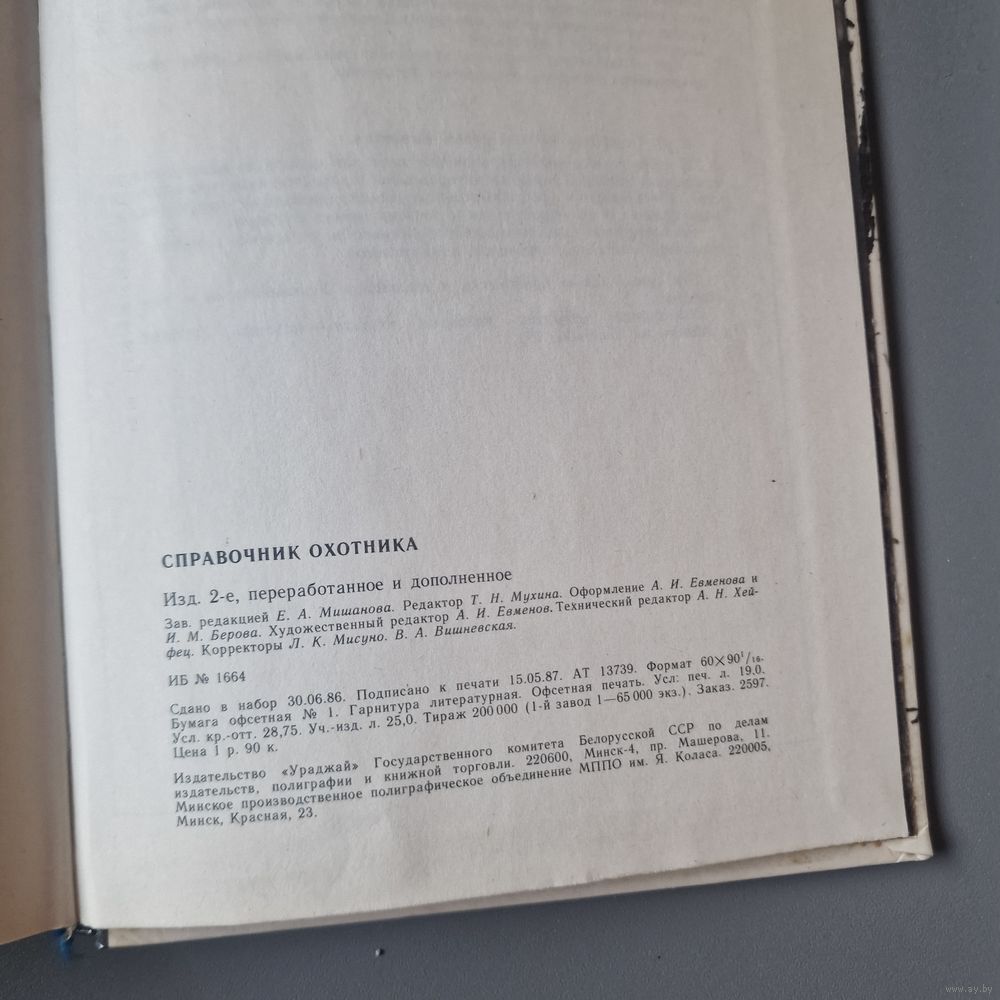 СПРАВОЧНИК ОХОТНИКА
Изд. 2-е, переработанное и дополненное
Зав. редакцией Е. А. Мишанова. Редактор Т. Н. Мухина. Оформление А. И. Евменова и
И. М. Берова. Художественный редактор А. И. Евменов. Технический редактор А. Н. Хей-
фец. Корректоры Л. К. Мисуно. В. А. Вишневская.
ИБ № 1664
Сдано в набор 30.06.86. Подписано к печати 15.05.87. АТ 13739. Формат 60×90¹/₁₆.
Бумага офсетная № 1. Гарнитура литературная. Офсетная печать. Усл. печ. л. 19,0.
Усл. кр.-отт. 28,75. Уч.-изд. л. 25,0. Тираж 200 000 (1-й завод 1—65 000 экз.). Заказ. 2597.
Цена 1 р. 90 к.
Издательство «Ураджай» Государственного комитета Белорусской ССР по делам
издательств, полиграфии и книжной торговли. 220600, Минск-4, пр. Машерова, 11.
Минское производственное полиграфическое объединение МППО им. Я. Коласа. 220005,
Минск, Красная, 23.
www.ay.by